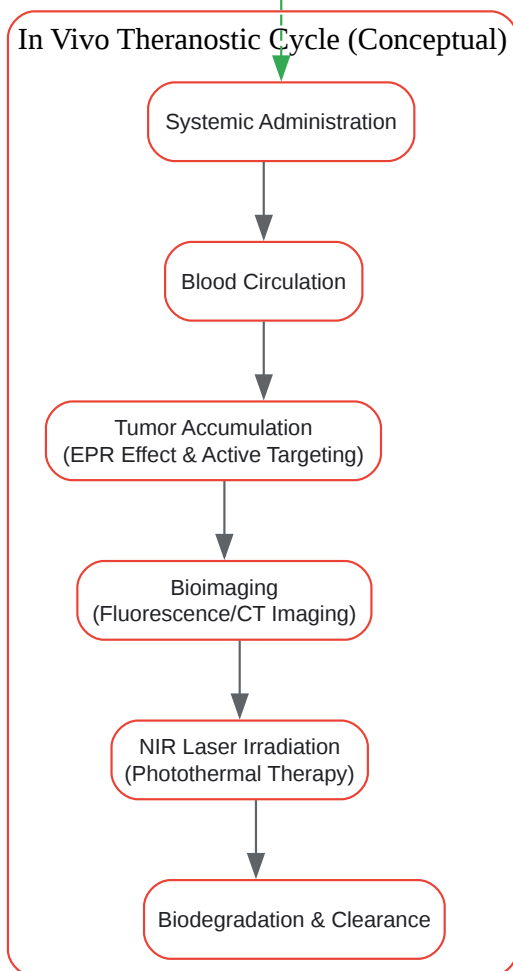 In Vivo Theranostic Cycle (Conceptual)
Systemic Administration
Blood Circulation
Tumor Accumulation
(EPR Effect & Active Targeting)
Bioimaging
(Fluorescence/CT Imaging)
NIR Laser Irradiation
(Photothermal Therapy)
Biodegradation & Clearance